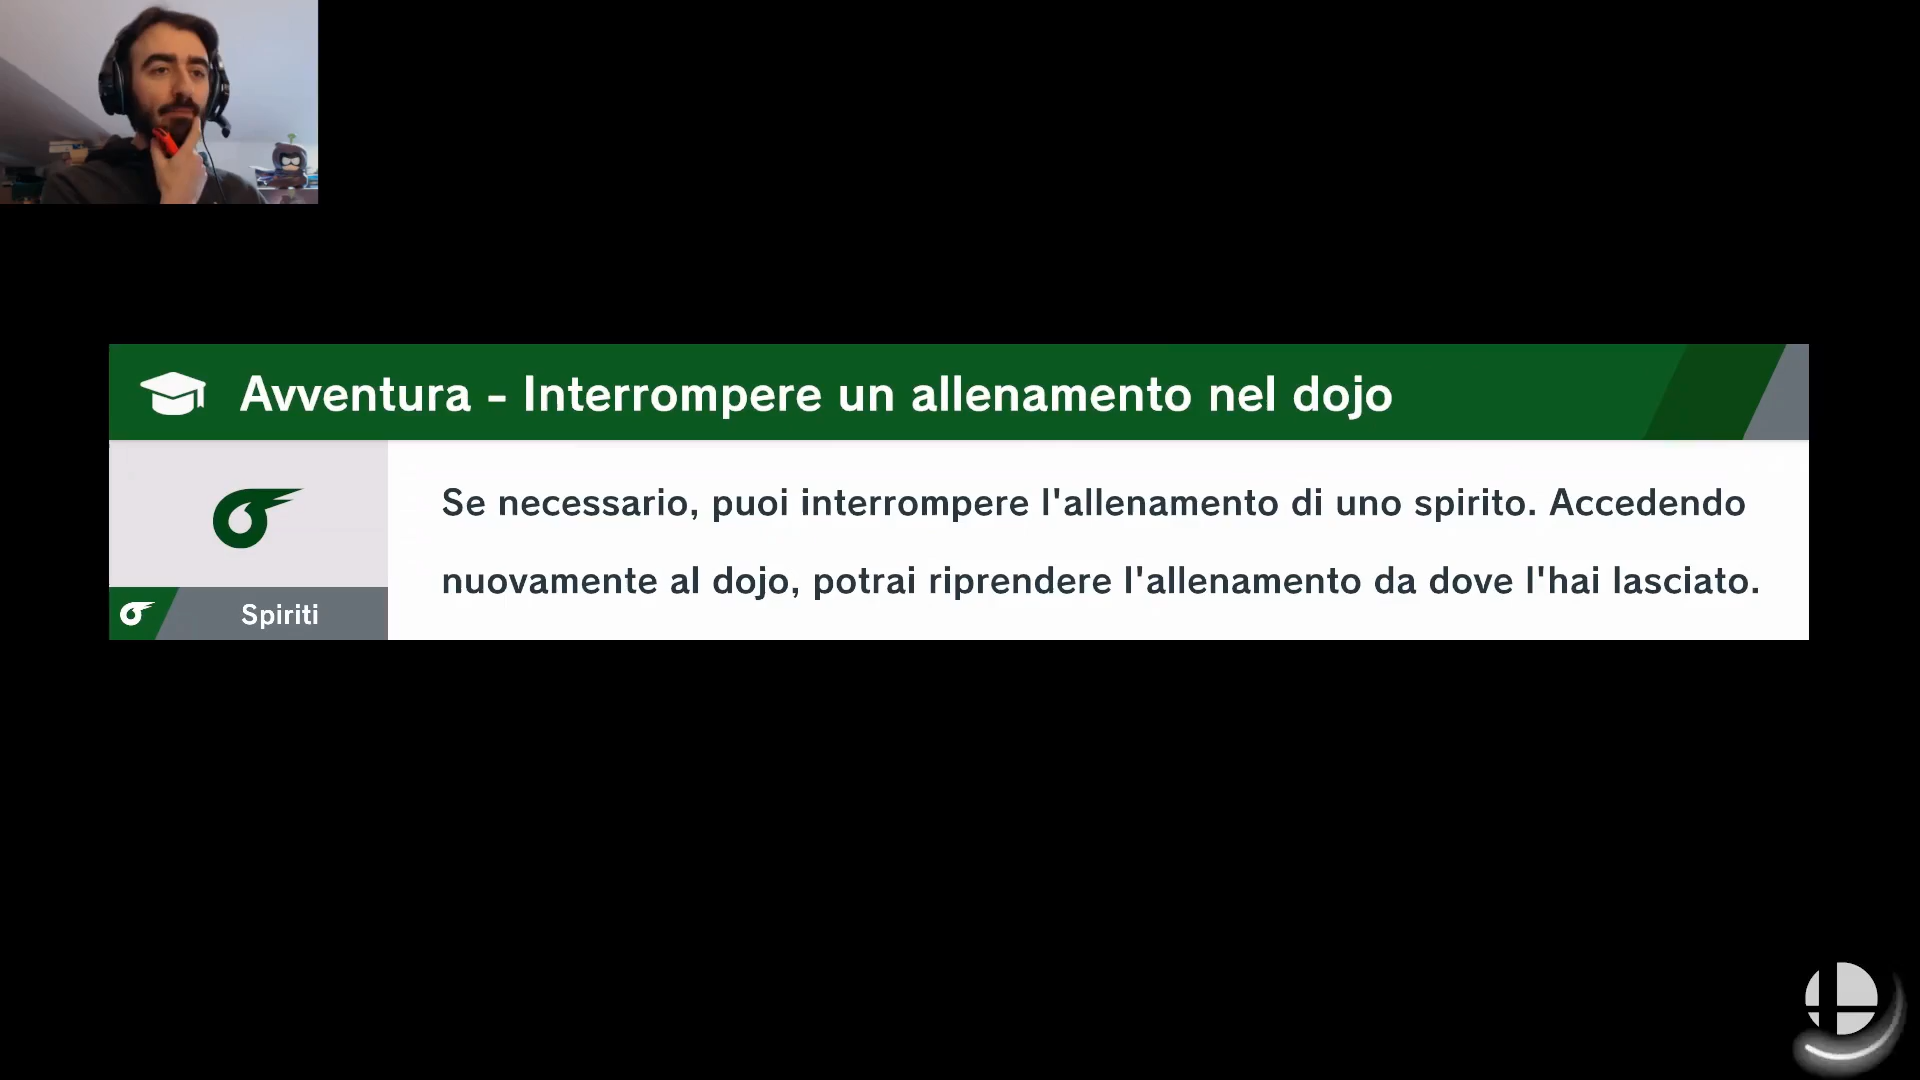 Avventura - Interrompere un allenamento nel dojo
Se necessario, puoi interrompere l'allenamento di uno spirito. Accedendo
nuovamente al dojo, potrai riprendere l'allenamento da dove l'hai lasciato.
Spiriti